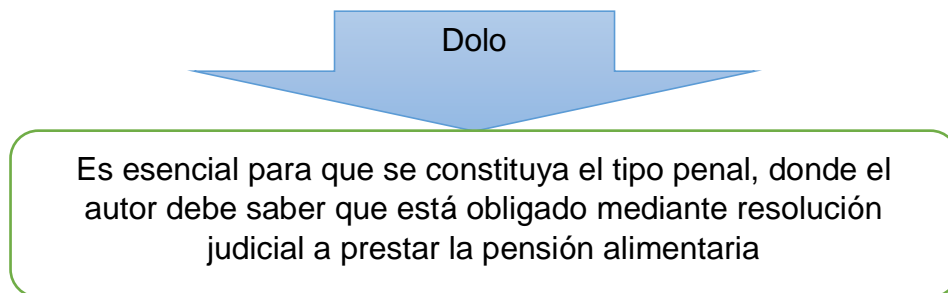 Dolo
Es esencial para que se constituya el tipo penal, donde el
autor debe saber que está obligado mediante resolución
judicial a prestar la pensión alimentaria